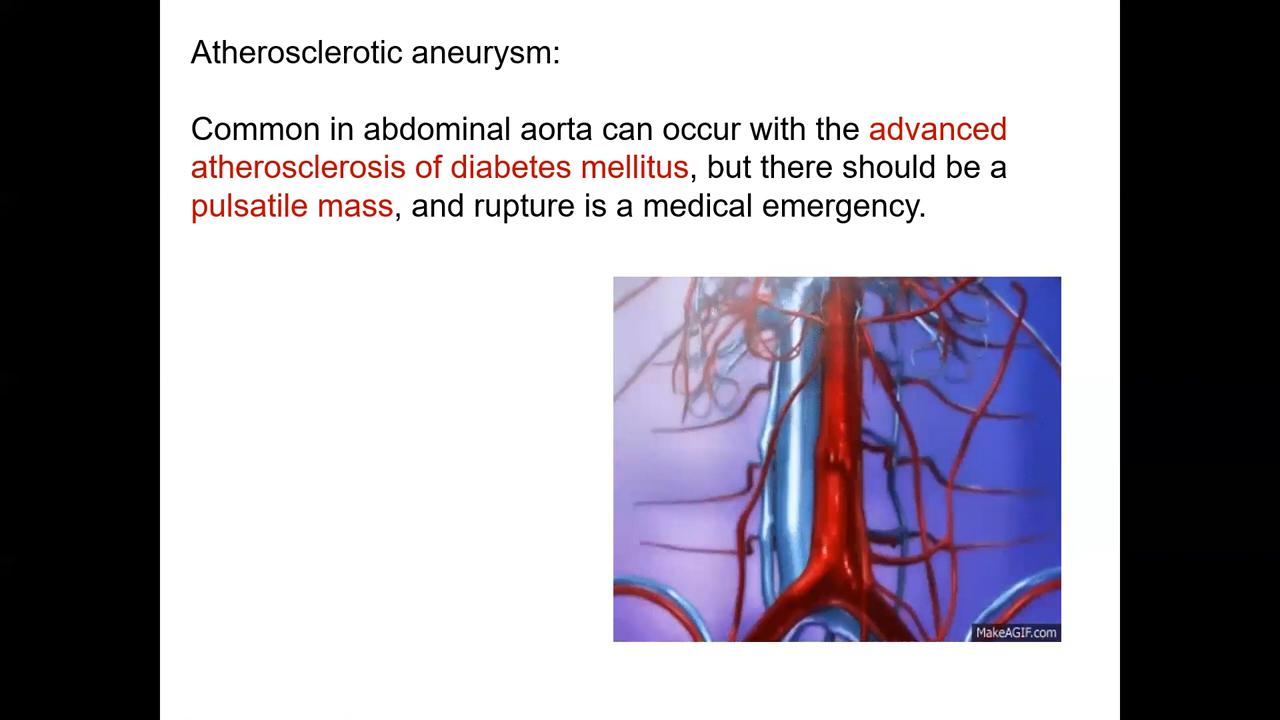 Atherosclerotic aneurysm:
Common in abdominal aorta can occur with the advanced
atherosclerosis of diabetes mellitus, but there should be a
pulsatile mass, and rupture is a medical emergency.
MakeAGIF.com